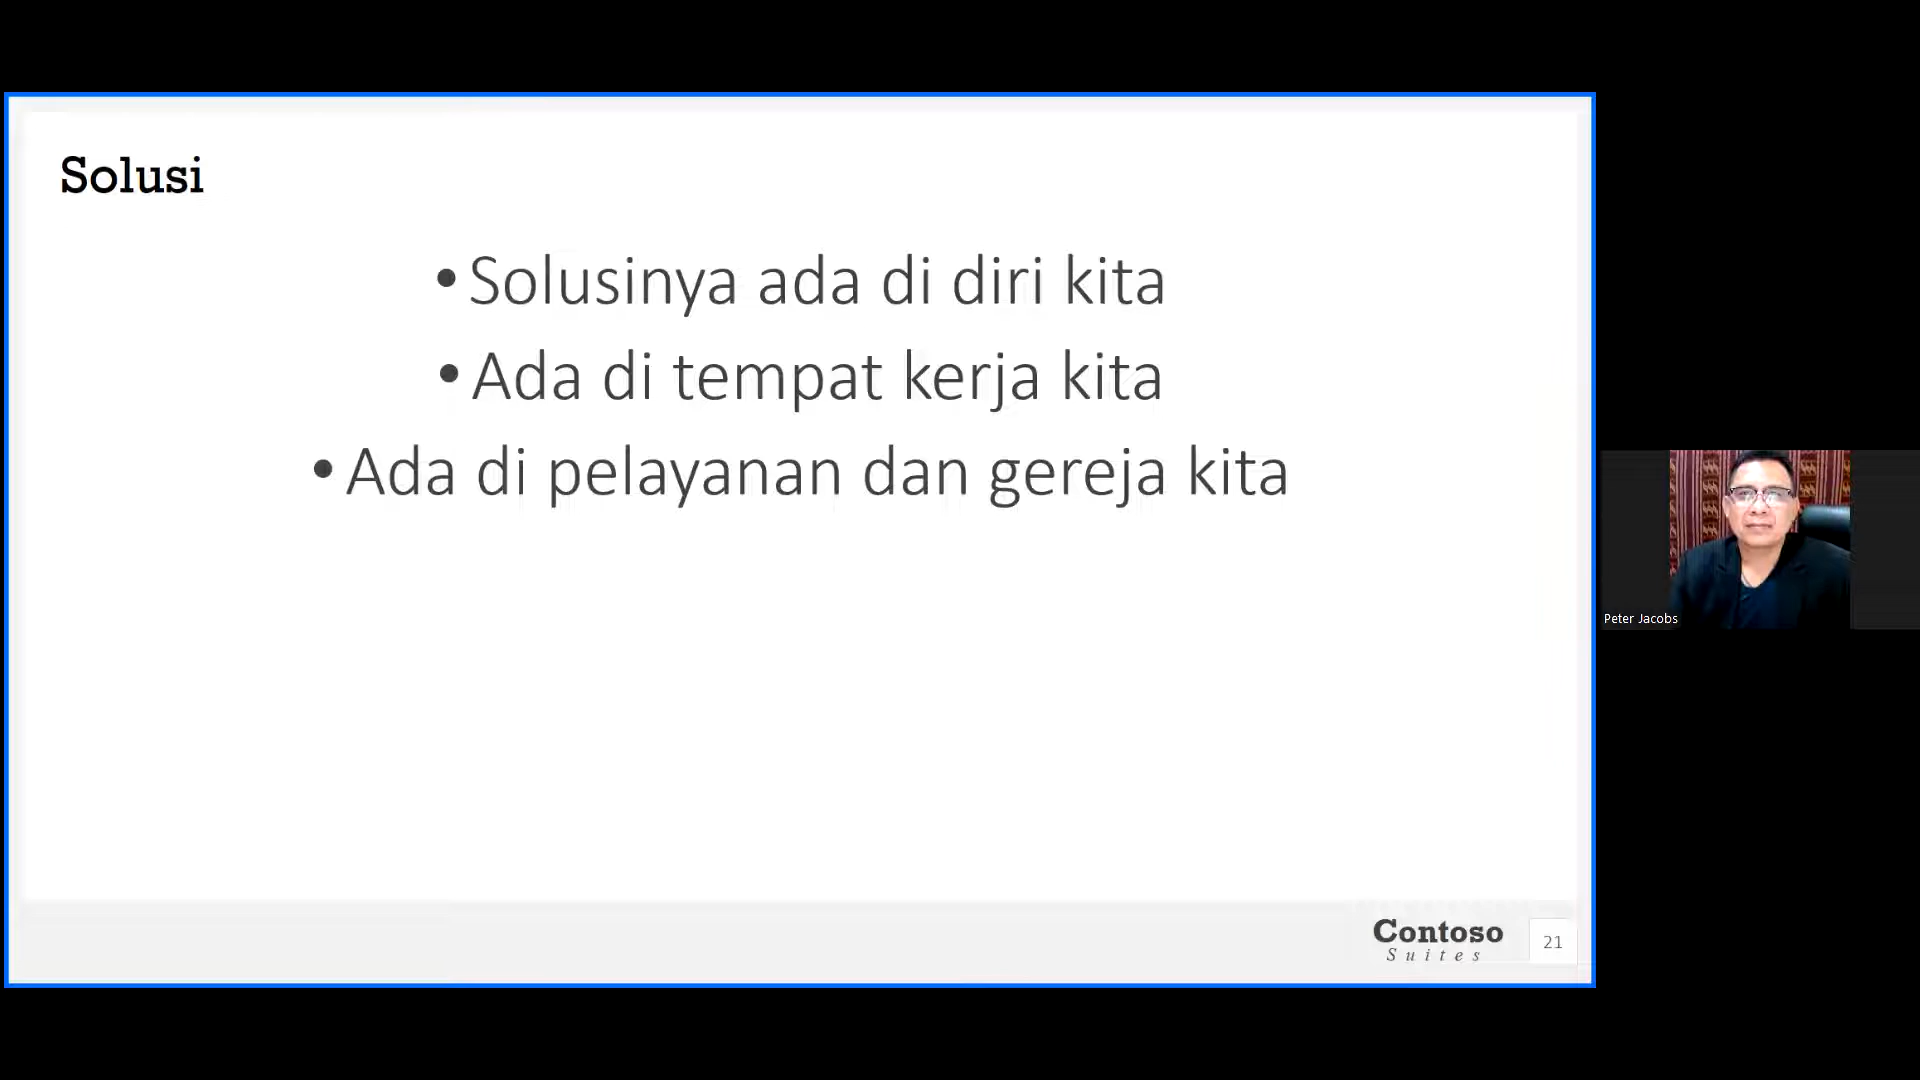 Solusi
• Solusinya ada di diri kita
• Ada di tempat kerja kita
• Ada di pelayanan dan gereja kita
Contoso
Suites
21
Peter Jacobs